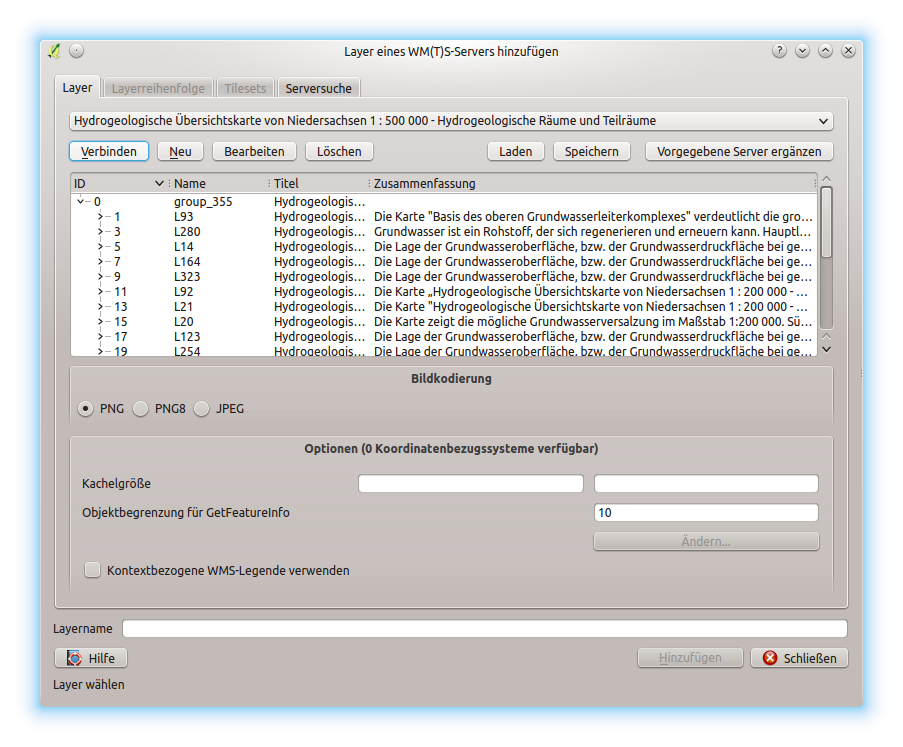 Layer eines WM(T)S-Servers hinzufügen
Layer Layerreihenfolge Tilesets Serversuche
Hydrogeologische Übersichtskarte von Niedersachsen 1 : 500 000 - Hydrogeologische Räume und Teilräume
Verbinden Neu Bearbeiten Löschen Laden Speichern Vorgegebene Server ergänzen
ID Name Titel Zusammenfassung
0 group_355 Hydrogeologis...
1 L93 Hydrogeologis... Die Karte "Basis des oberen Grundwasserleiterkomplexes" verdeutlicht die gro...
3 L280 Hydrogeologis... Grundwasser ist ein Rohstoff, der sich regenerieren und erneuern kann. Hauptl...
5 L14 Hydrogeologis... Die Lage der Grundwasseroberfläche, bzw. der Grundwasserdruckfläche bei ge...
7 L164 Hydrogeologis... Die Lage der Grundwasseroberfläche, bzw. der Grundwasserdruckfläche bei ge...
9 L323 Hydrogeologis... Die Lage der Grundwasseroberfläche, bzw. der Grundwasserdruckfläche bei ge...
11 L92 Hydrogeologis... Die Karte „Hydrogeologische Übersichtskarte von Niedersachsen 1 : 200 000 - ...
13 L21 Hydrogeologis... Die Karte "Hydrogeologische Übersichtskarte von Niedersachsen 1 : 200 000 - ...
15 L20 Hydrogeologis... Die Karte zeigt die mögliche Grundwasserversalzung im Maßstab 1:200 000. Sü...
17 L123 Hydrogeologis... Die Lage der Grundwasseroberfläche, bzw. der Grundwasserdruckfläche bei ge...
19 L254 Hydrogeologis... Die Lage der Grundwasseroberfläche, bzw. der Grundwasserdruckfläche bei ge...
Bildkodierung
PNG PNG8 JPEG
Optionen (0 Koordinatenbezugssysteme verfügbar)
Kachelgröße
Objektbegrenzung für GetFeatureInfo 10
Ändern...
Kontextbezogene WMS-Legende verwenden
Layername
Hilfe Hinzufügen Schließen
Layer wählen